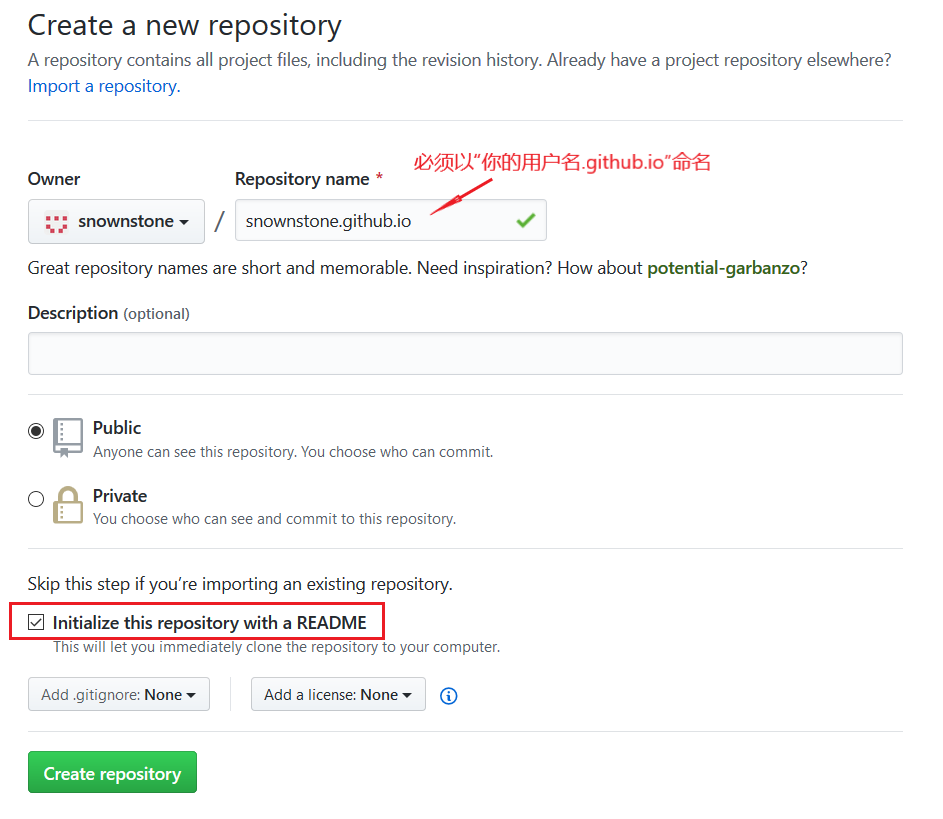 Create a new repository
A repository contains all project files, including the revision history. Already have a project repository elsewhere?
Import a repository.
必须以"你的用户名.github.io"命名
Owner Repository name *
snownstone / snownstone.github.io
Great repository names are short and memorable. Need inspiration? How about potential-garbanzo?
Description (optional)
Public
Anyone can see this repository. You choose who can commit.
Private
You choose who can see and commit to this repository.
Skip this step if you're importing an existing repository.
Initialize this repository with a README
This will let you immediately clone the repository to your computer.
Add .gitignore: None Add a license: None
Create repository